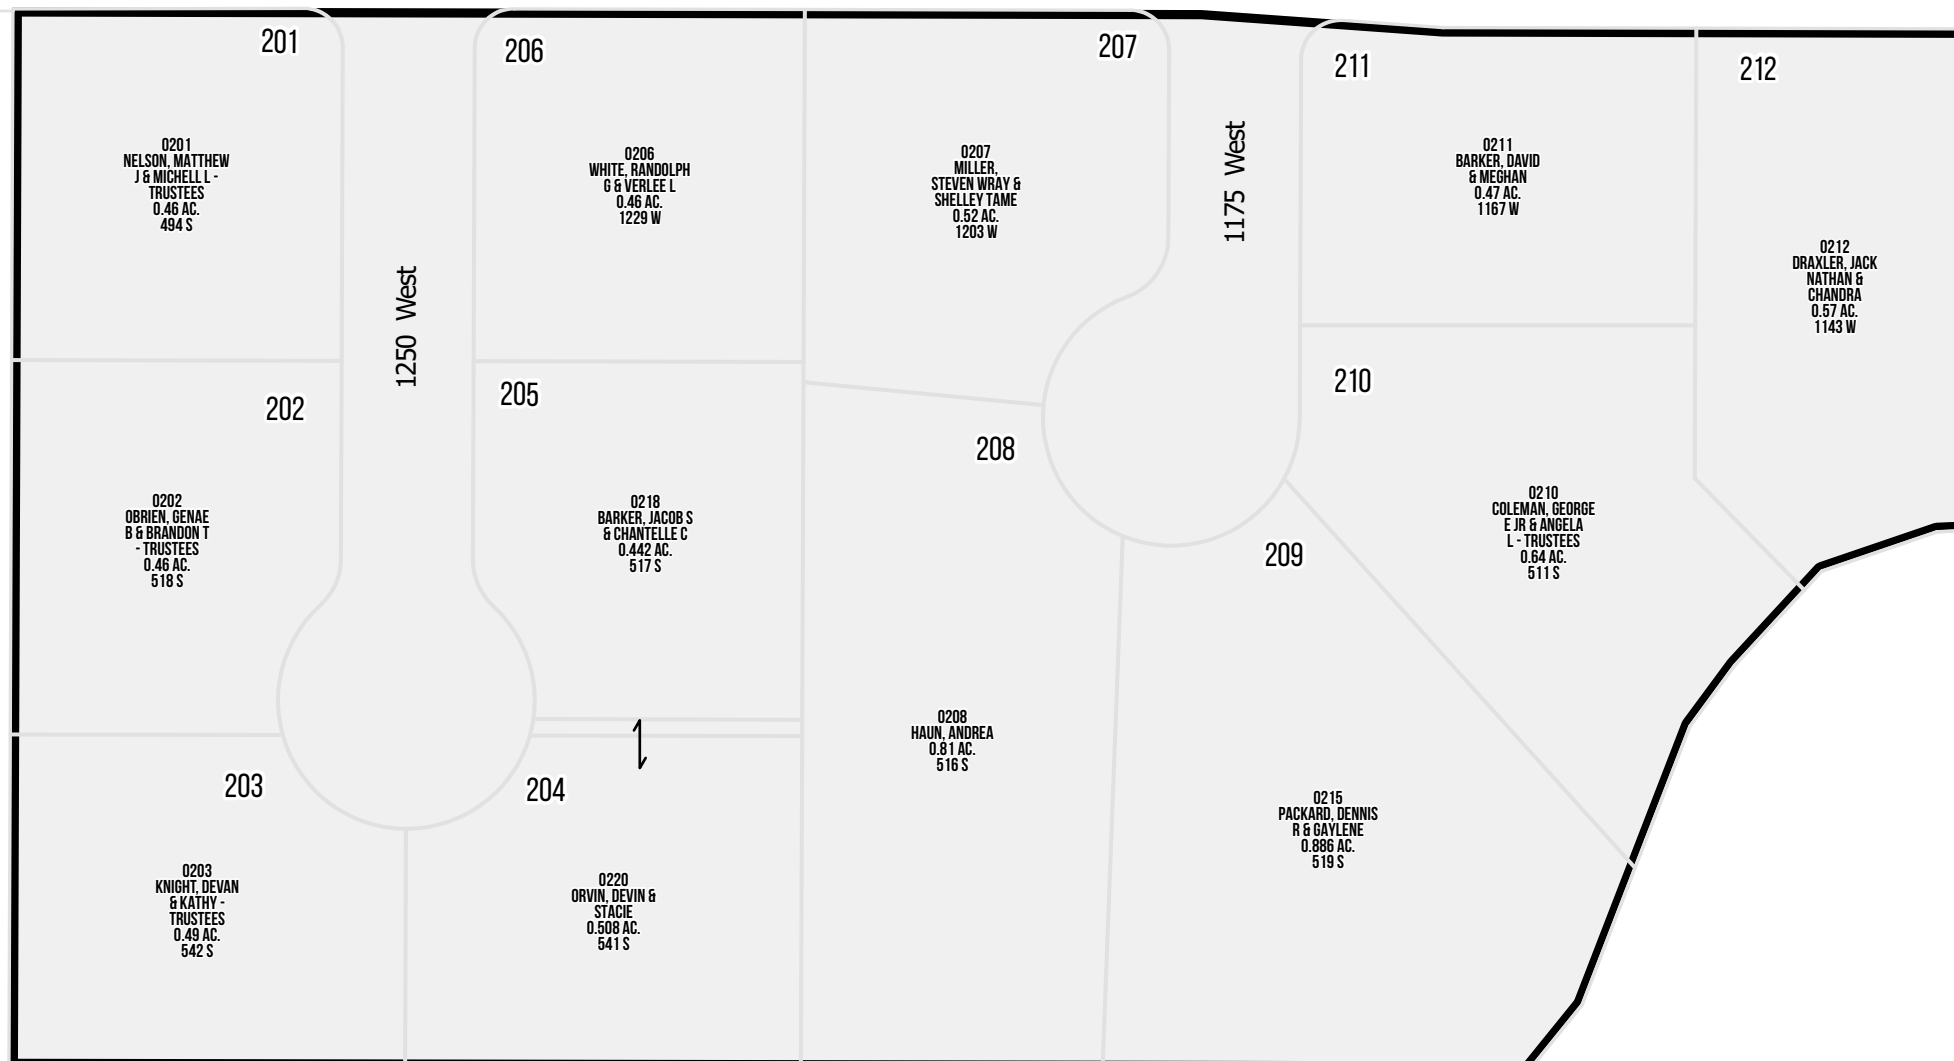 201
206
207
211
212
0201
NELSON, MATTHEW
J & MICHELL L -
TRUSTEES
0.46 AC.
494 S
0206
WHITE, RANDOLPH
G & VERLEE L
0.46 AC.
1229 W
0207
MILLER,
STEVEN WRAY &
SHELLEY TAME
0.52 AC.
1203 W
1175 West
0211
BARKER, DAVID
& MEGHAN
0.47 AC.
1167 W
0212
DRAXLER, JACK
NATHAN &
CHANDRA
0.57 AC.
1143 W
1250 West
202
205
208
210
0202
OBRIEN, GENAE
B & BRANDON T
- TRUSTEES
0.46 AC.
518 S
0218
BARKER, JACOB S
& CHANTELLE C
0.442 AC.
517 S
209
0210
COLEMAN, GEORGE
E JR & ANGELA
L - TRUSTEES
0.64 AC.
511 S
0208
HAUN, ANDREA
0.81 AC.
516 S
203
204
0215
PACKARD, DENNIS
R & GAYLENE
0.886 AC.
519 S
0203
KNIGHT, DEVAN
& KATHY -
TRUSTEES
0.49 AC.
542 S
0220
ORVIN, DEVIN &
STACIE
0.508 AC.
541 S